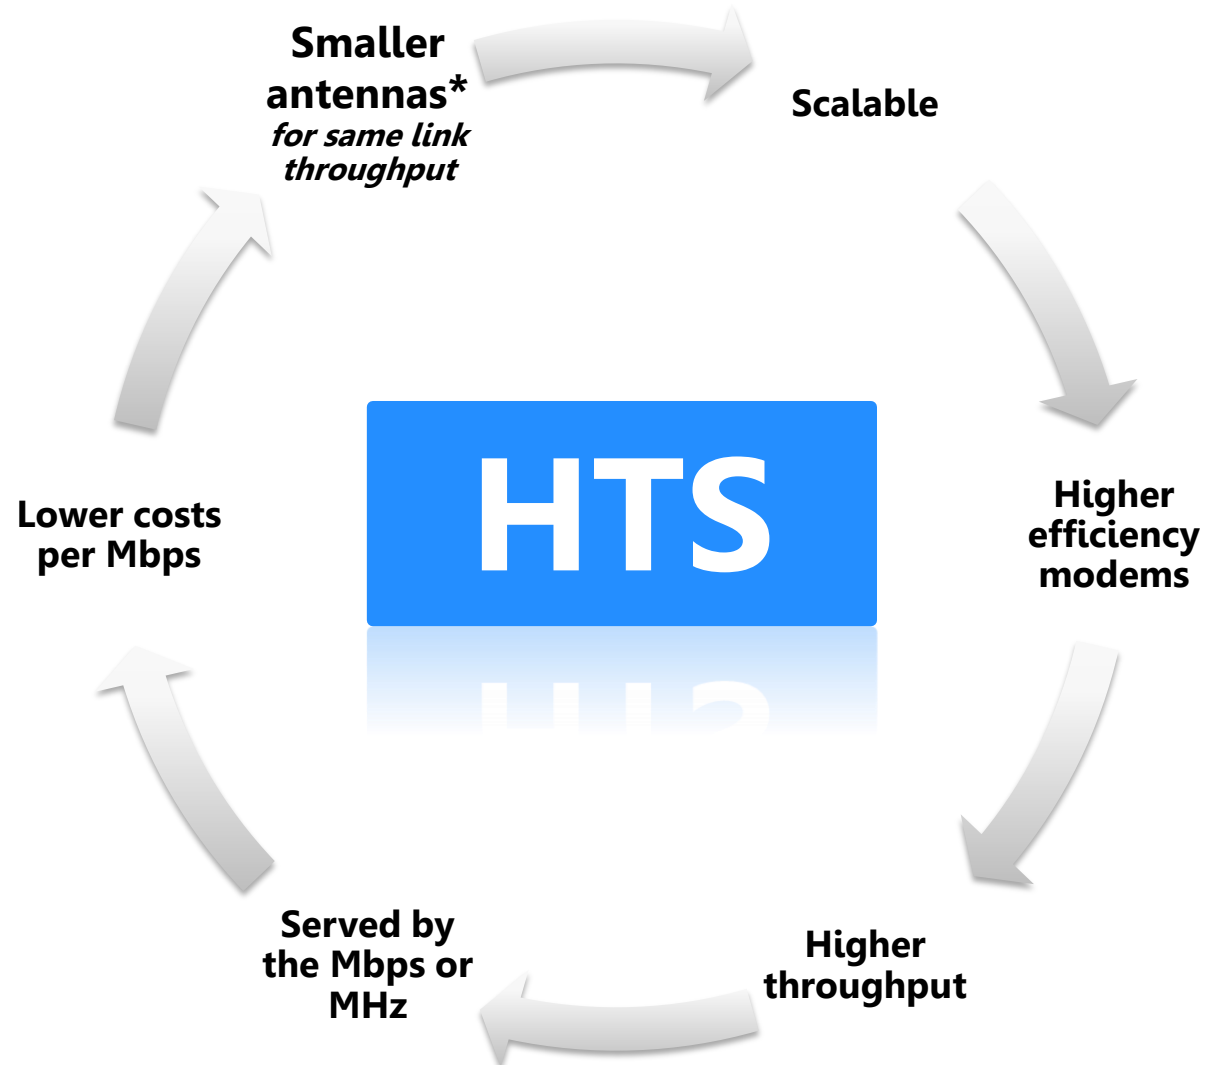 Smaller
antennas*
for same link
throughput
Scalable
Higher
efficiency
modems
Higher
throughput
Served by
the Mbps or
MHz
Lower costs
per Mbps
HTS